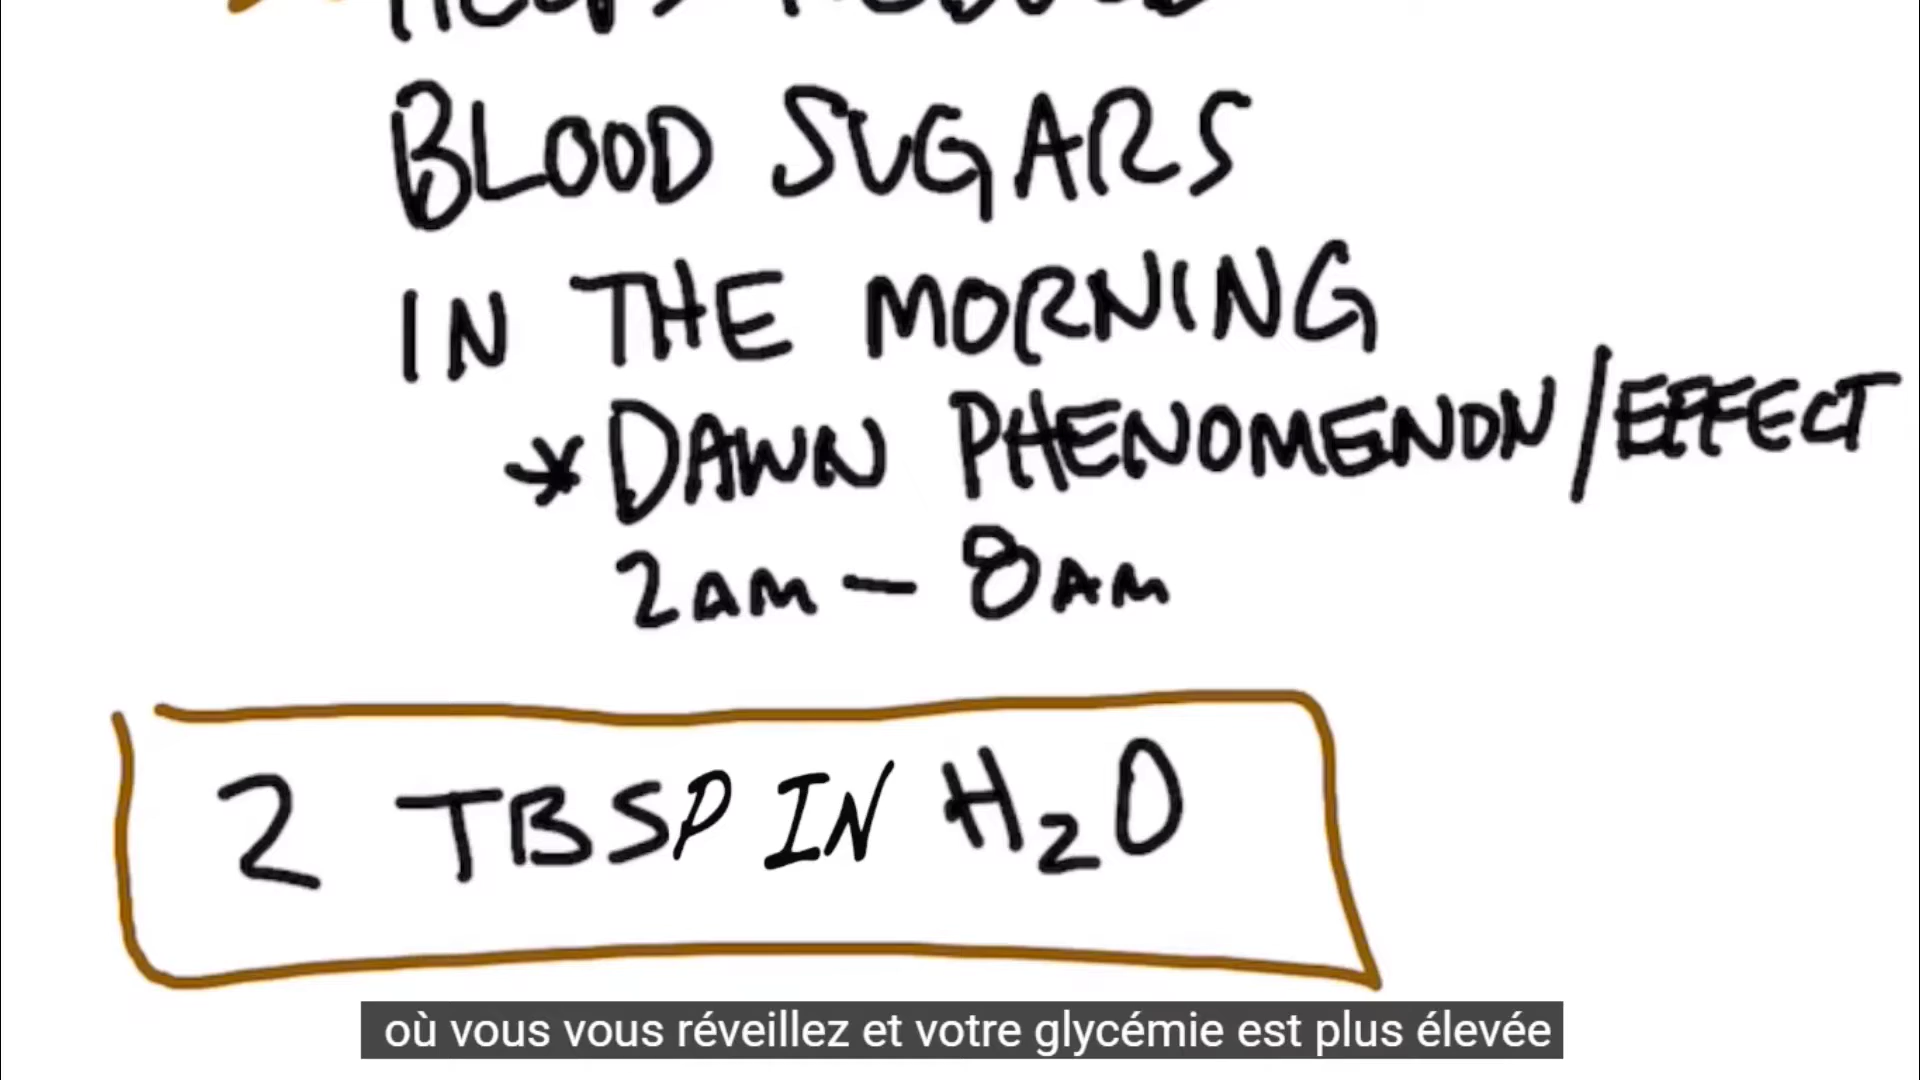 BLOOD SUGARS
IN THE MORNING
* DAWN PHENOMENON/EFFECT
2AM - 8AM
2 TBSP IN H₂O
où vous vous réveillez et votre glycémie est plus élevée